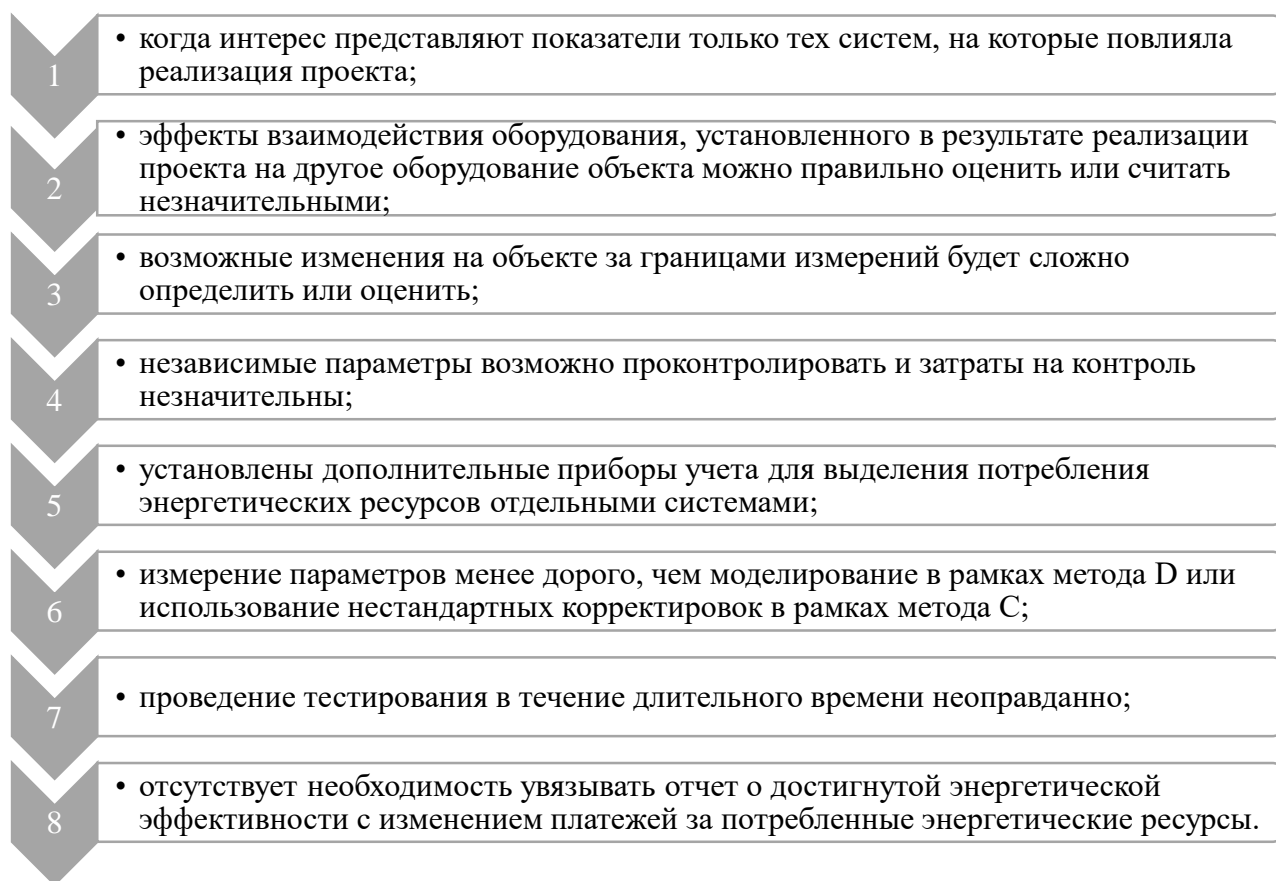 1
• когда интерес представляют показатели только тех систем, на которые повлияла
реализация проекта;
2
• эффекты взаимодействия оборудования, установленного в результате реализации
проекта на другое оборудование объекта можно правильно оценить или считать
незначительными;
3
• возможные изменения на объекте за границами измерений будет сложно
определить или оценить;
4
• независимые параметры возможно проконтролировать и затраты на контроль
незначительны;
5
• установлены дополнительные приборы учета для выделения потребления
энергетических ресурсов отдельными системами;
6
• измерение параметров менее дорого, чем моделирование в рамках метода D или
использование нестандартных корректировок в рамках метода С;
7
• проведение тестирования в течение длительного времени неоправданно;
8
• отсутствует необходимость увязывать отчет о достигнутой энергетической
эффективности с изменением платежей за потребленные энергетические ресурсы.